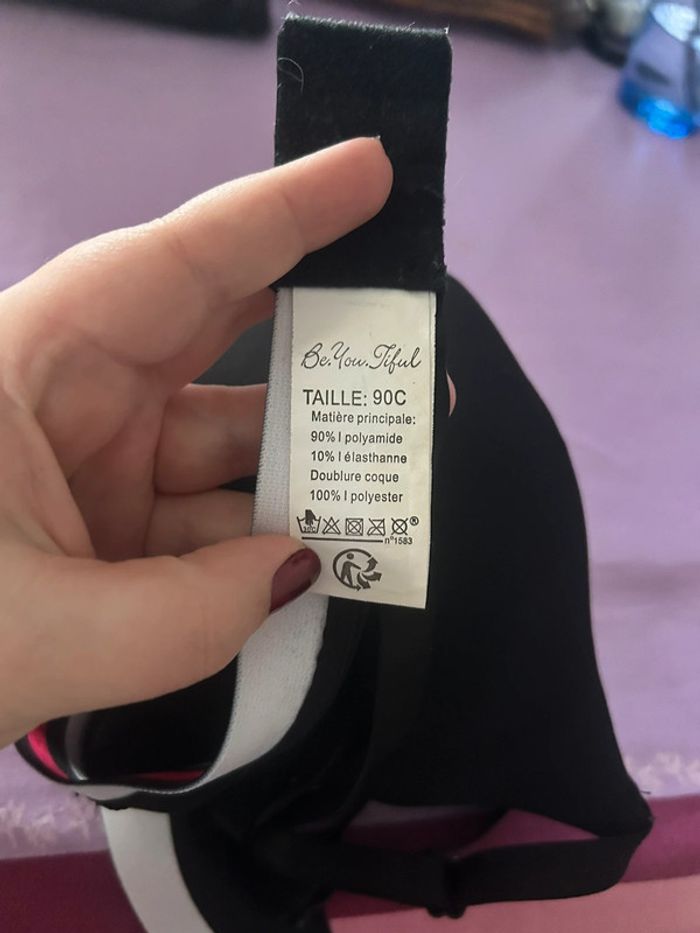 Be.You.Tiful
TAILLE: 90C
Matière principale:
90% I polyamide
10% I élasthanne
Doublure coque
100% I polyester
®
n°1583